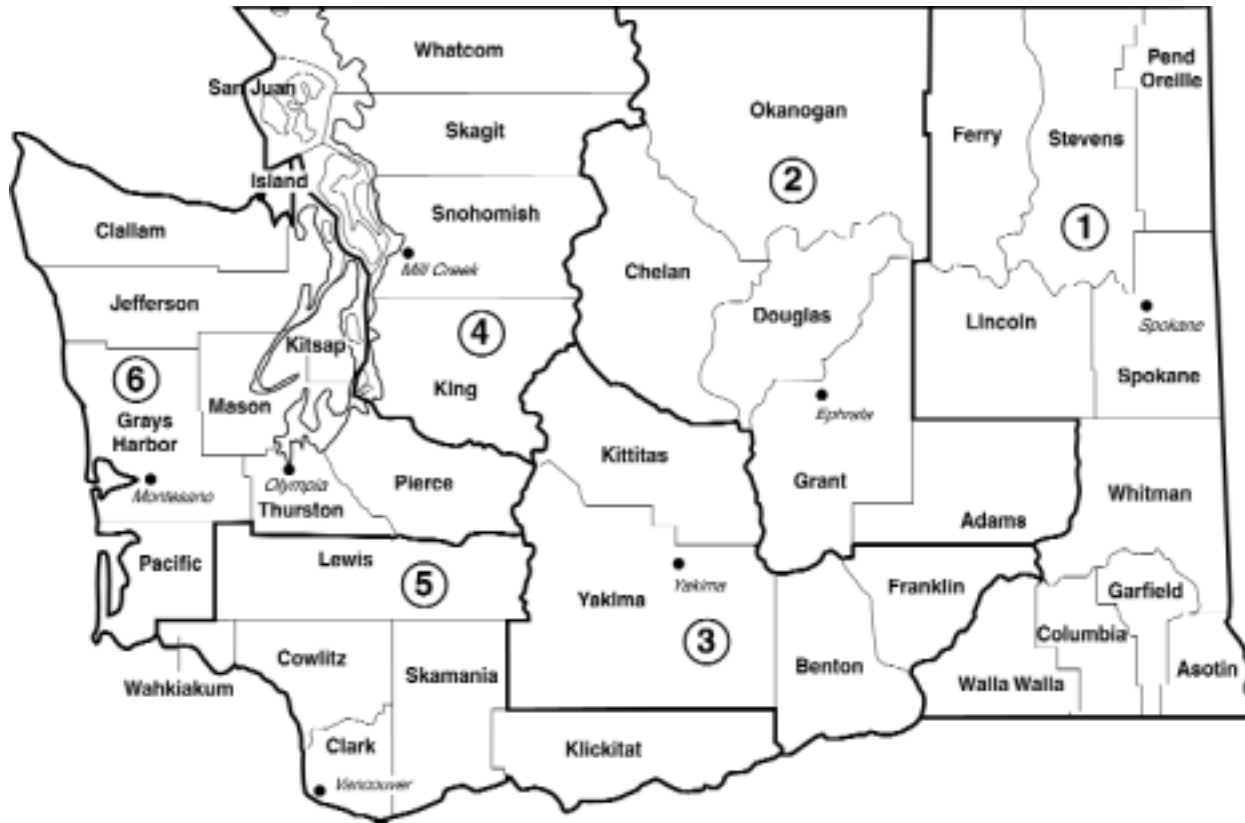 Whatcom
San Juan
Skagit
Island
Snohomish
Mill Creek
Clallam
Jefferson
4
King
Kitsap
6
Grays
Harbor
Mason
Montesano
Olympia
Thurston
Pierce
Pacific
Lewis
5
Wahkiakum
Cowlitz
Skamania
Clark
Vancouver
Okanogan
2
Chelan
Douglas
Ephrata
Grant
Kittitas
Yakima
Yakima
3
Benton
Klickitat
Ferry
Stevens
Pend
Oreille
1
Lincoln
Spokane
Spokane
Adams
Whitman
Franklin
Garfield
Columbia
Walla Walla
Asotin